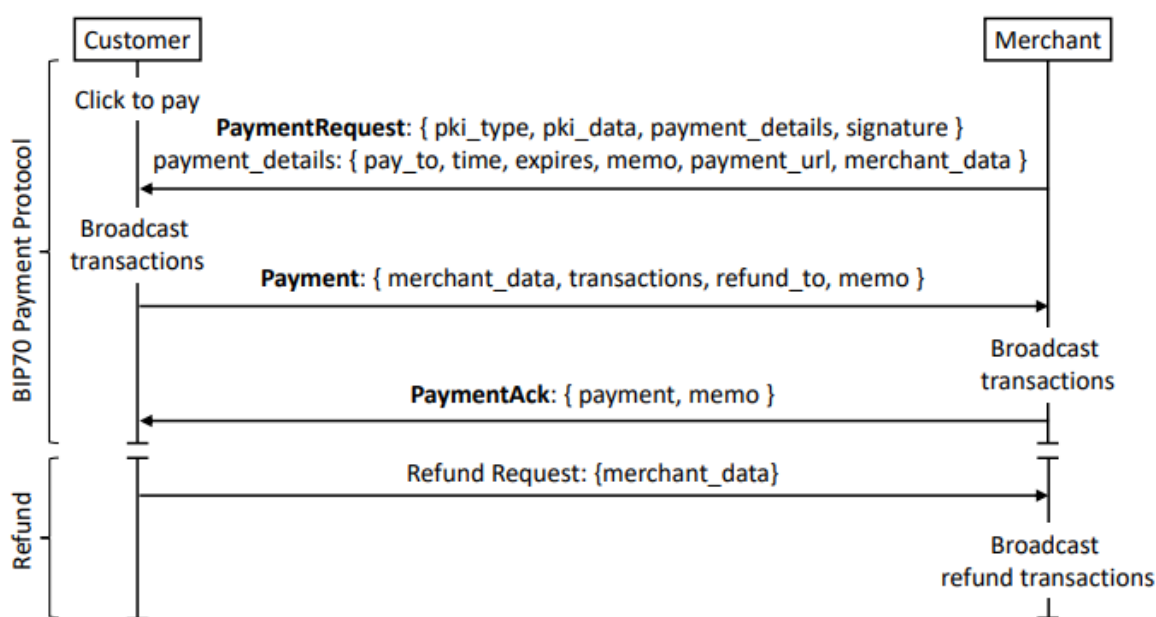 Customer
Merchant
BIP70 Payment Protocol
Click to pay
PaymentRequest: { pki_type, pki_data, payment_details, signature }
payment_details: { pay_to, time, expires, memo, payment_url, merchant_data }
Broadcast
transactions
Payment: { merchant_data, transactions, refund_to, memo }
Broadcast
transactions
PaymentAck: { payment, memo }
Refund
Refund Request: {merchant_data}
Broadcast
refund transactions